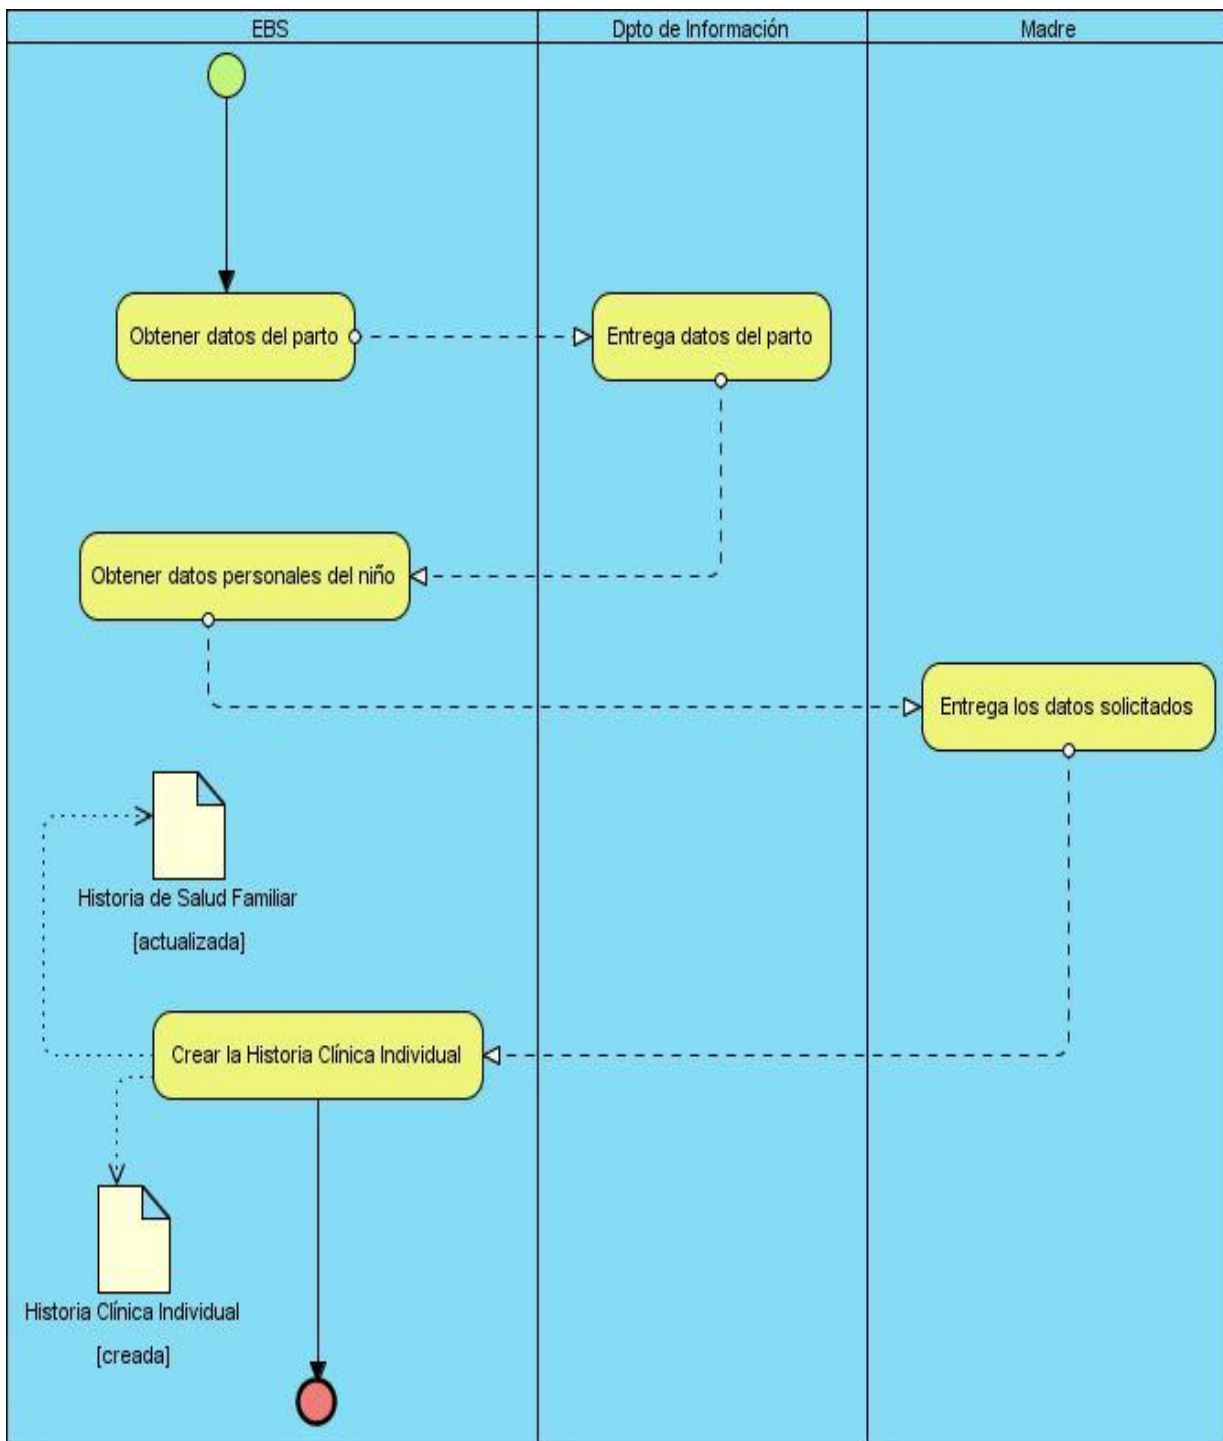 EBS
Dpto de Información
Madre
Obtener datos del parto
Entrega datos del parto
Obtener datos personales del niño
Entrega los datos solicitados
Historia de Salud Familiar
[actualizada]
Crear la Historia Clínica Individual
Historia Clínica Individual
[creada]